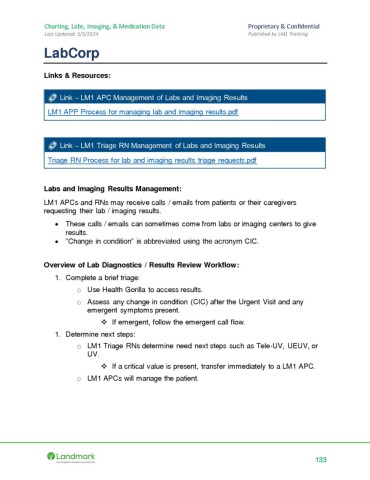 Charting, Labs, Imaging, & Medication Data Proprietary & Confidential
Last Updated: 5/3/2024 Published by LM1 Training
LabCorp
Links & Resources:
Link – LM1 APC Management of Labs and Imaging Results
LM1 APP Process for managing lab and imaging results.pdf
Link – LM1 Triage RN Management of Labs and Imaging Results
Triage RN Process for lab and imaging results triage requests.pdf
Labs and Imaging Results Management:
LM1 APCs and RNs may receive calls / emails from patients or their caregivers
requesting their lab / imaging results.
• These calls / emails can sometimes come from labs or imaging centers to give
results.
• "Change in condition" is abbreviated using the acronym CIC.
Overview of Lab Diagnostics / Results Review Workflow:
1. Complete a brief triage:
o Use Health Gorilla to access results.
o Assess any change in condition (CIC) after the Urgent Visit and any
emergent symptoms present.
❖ If emergent, follow the emergent call flow.
1. Determine next steps:
o LM1 Triage RNs determine need next steps such as Tele-UV, UEUV, or
UV.
❖ If a critical value is present, transfer immediately to a LM1 APC.
o LM1 APCs will manage the patient.
Landmark
133